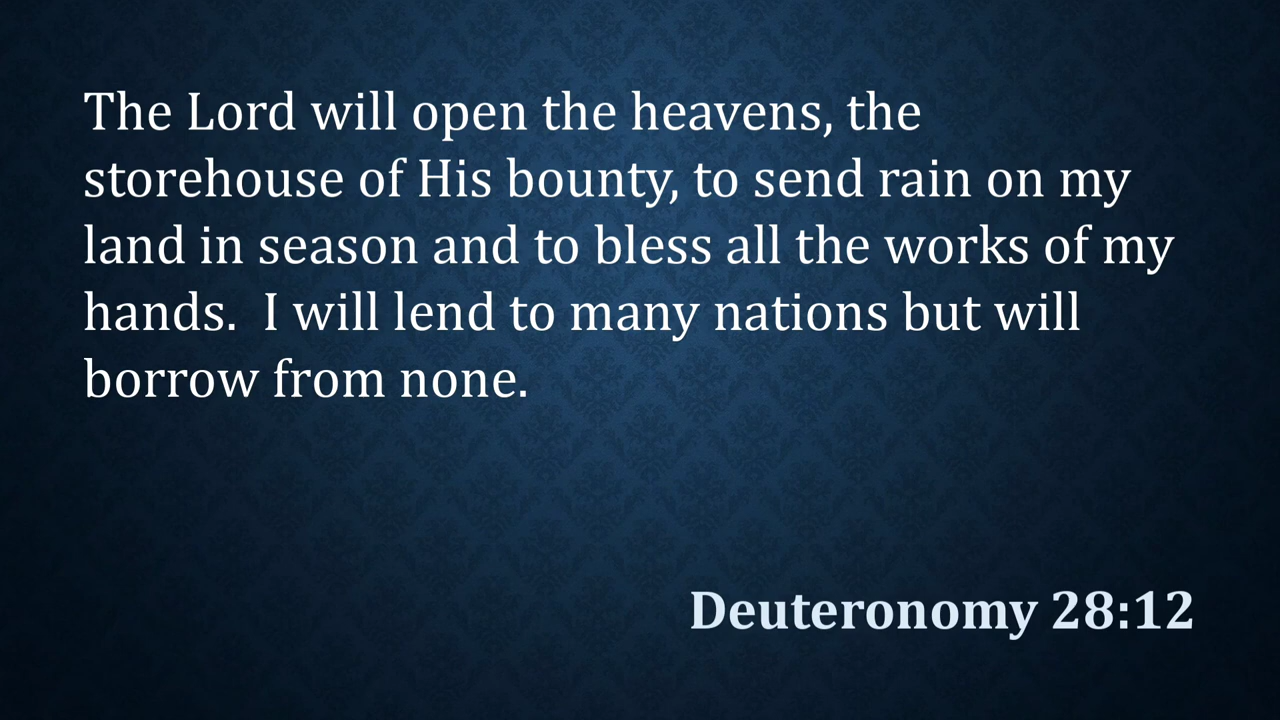 The Lord will open the heavens, the
storehouse of His bounty, to send rain on my
land in season and to bless all the works of my
hands.  I will lend to many nations but will
borrow from none.
Deuteronomy 28:12